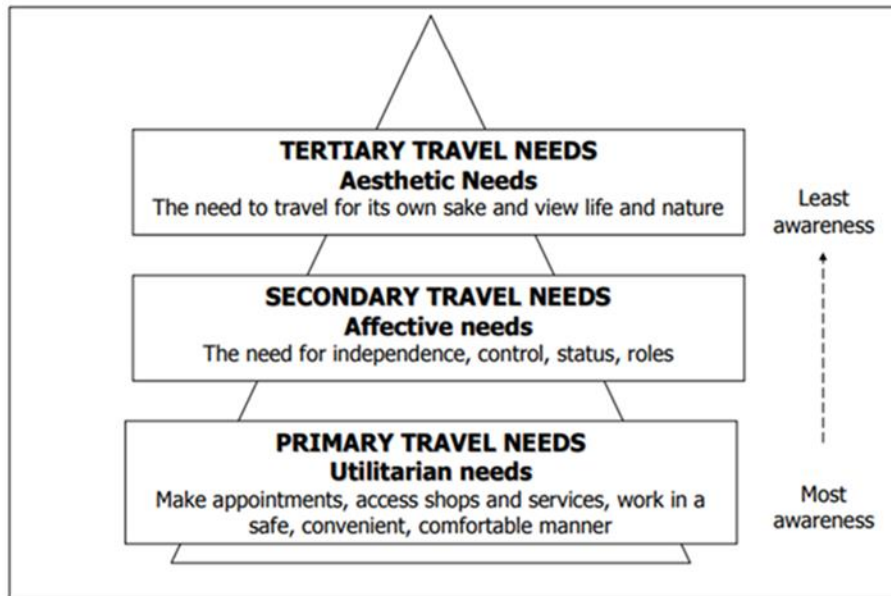 TERTIARY TRAVEL NEEDS
Aesthetic Needs
The need to travel for its own sake and view life and nature
Least
awareness
SECONDARY TRAVEL NEEDS
Affective needs
The need for independence, control, status, roles
PRIMARY TRAVEL NEEDS
Utilitarian needs
Make appointments, access shops and services, work in a
safe, convenient, comfortable manner
Most
awareness